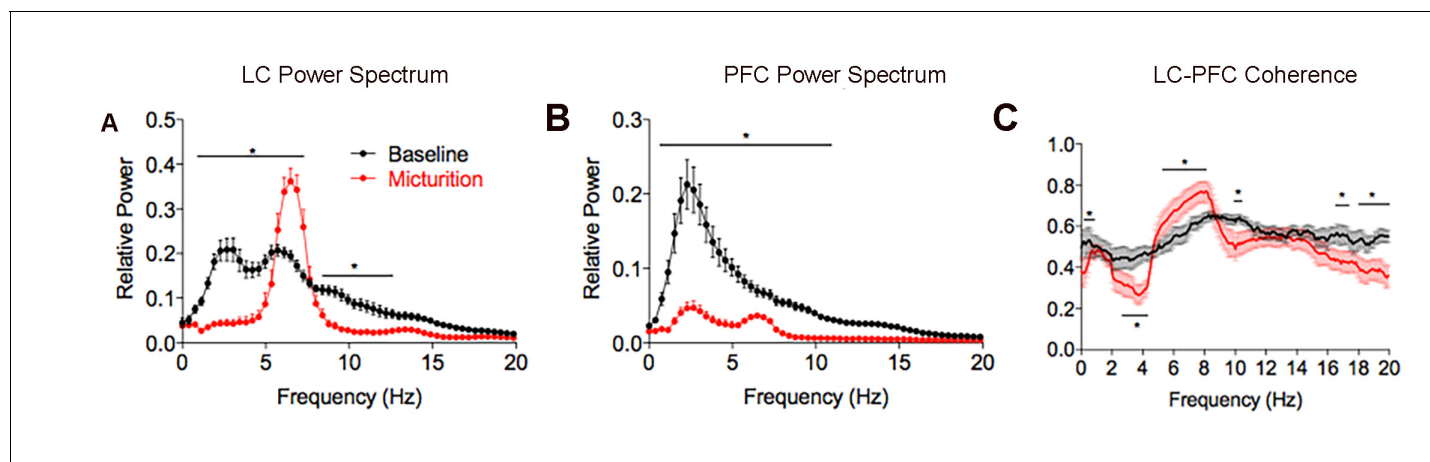 LC Power Spectrum
PFC Power Spectrum
LC-PFC Coherence
A
Relative Power
0.5
0.4
0.3
0.2
0.1
0.0
*
*
Baseline
Micturition
0 5 10 15 20
Frequency (Hz)
B
Relative Power
0.3
0.2
0.1
0.0
*
0 5 10 15 20
Frequency (Hz)
C
1.0
0.8
0.6
0.4
0.2
0.0
*
*
*
*
*
*
0 2 4 6 8 10 12 14 16 18 20
Frequency (Hz)